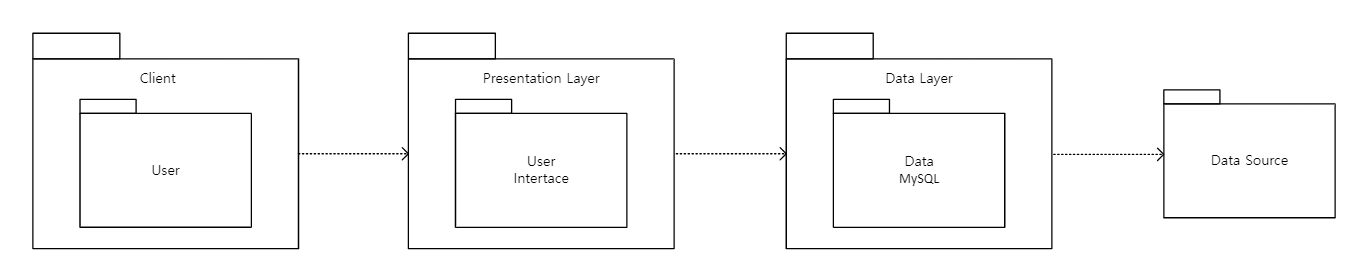 Client
User
Presentation Layer
User
Intertace
Data Layer
Data
MySQL
Data Source